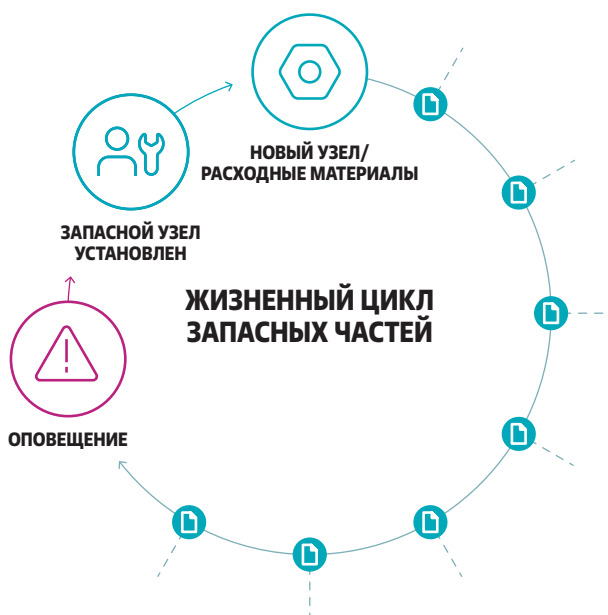 НОВЫЙ УЗЕЛ/
РАСХОДНЫЕ МАТЕРИАЛЫ
ЗАПАСНОЙ УЗЕЛ
УСТАНОВЛЕН
ЖИЗНЕННЫЙ ЦИКЛ
ЗАПАСНЫХ ЧАСТЕЙ
ОПОВЕЩЕНИЕ